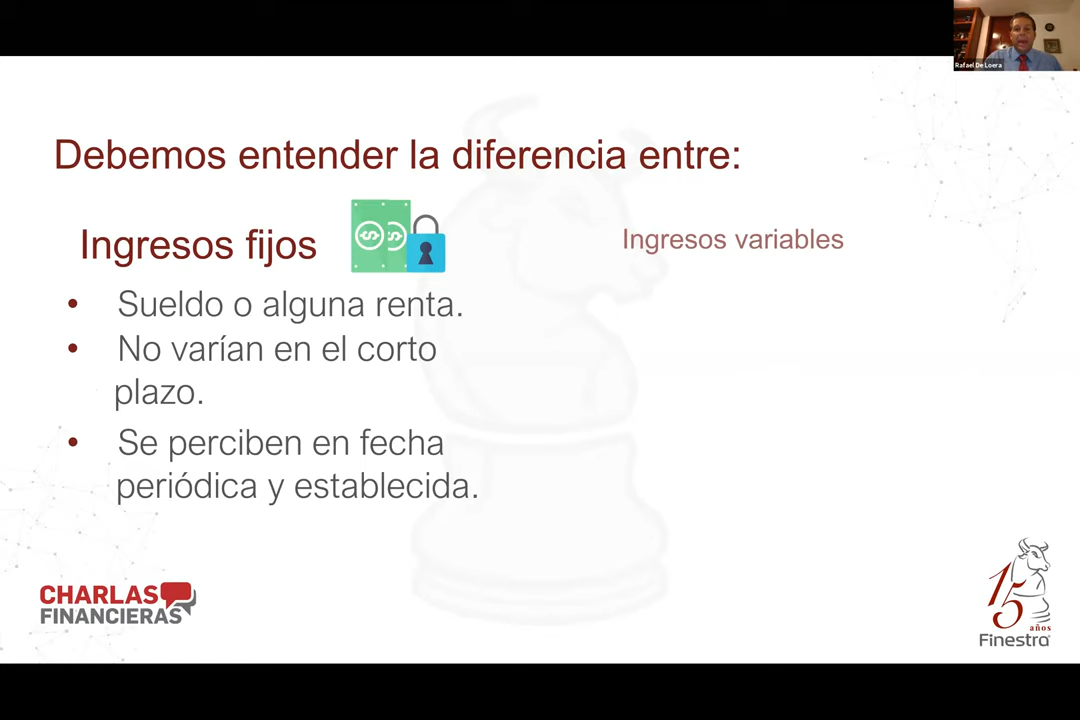 Rafael De Loera
Debemos entender la diferencia entre:
Ingresos fijos
Ingresos variables
• Sueldo o alguna renta.
• No varían en el corto
plazo.
• Se perciben en fecha
periódica y establecida.
CHARLAS
FINANCIERAS
15
años
Finestra